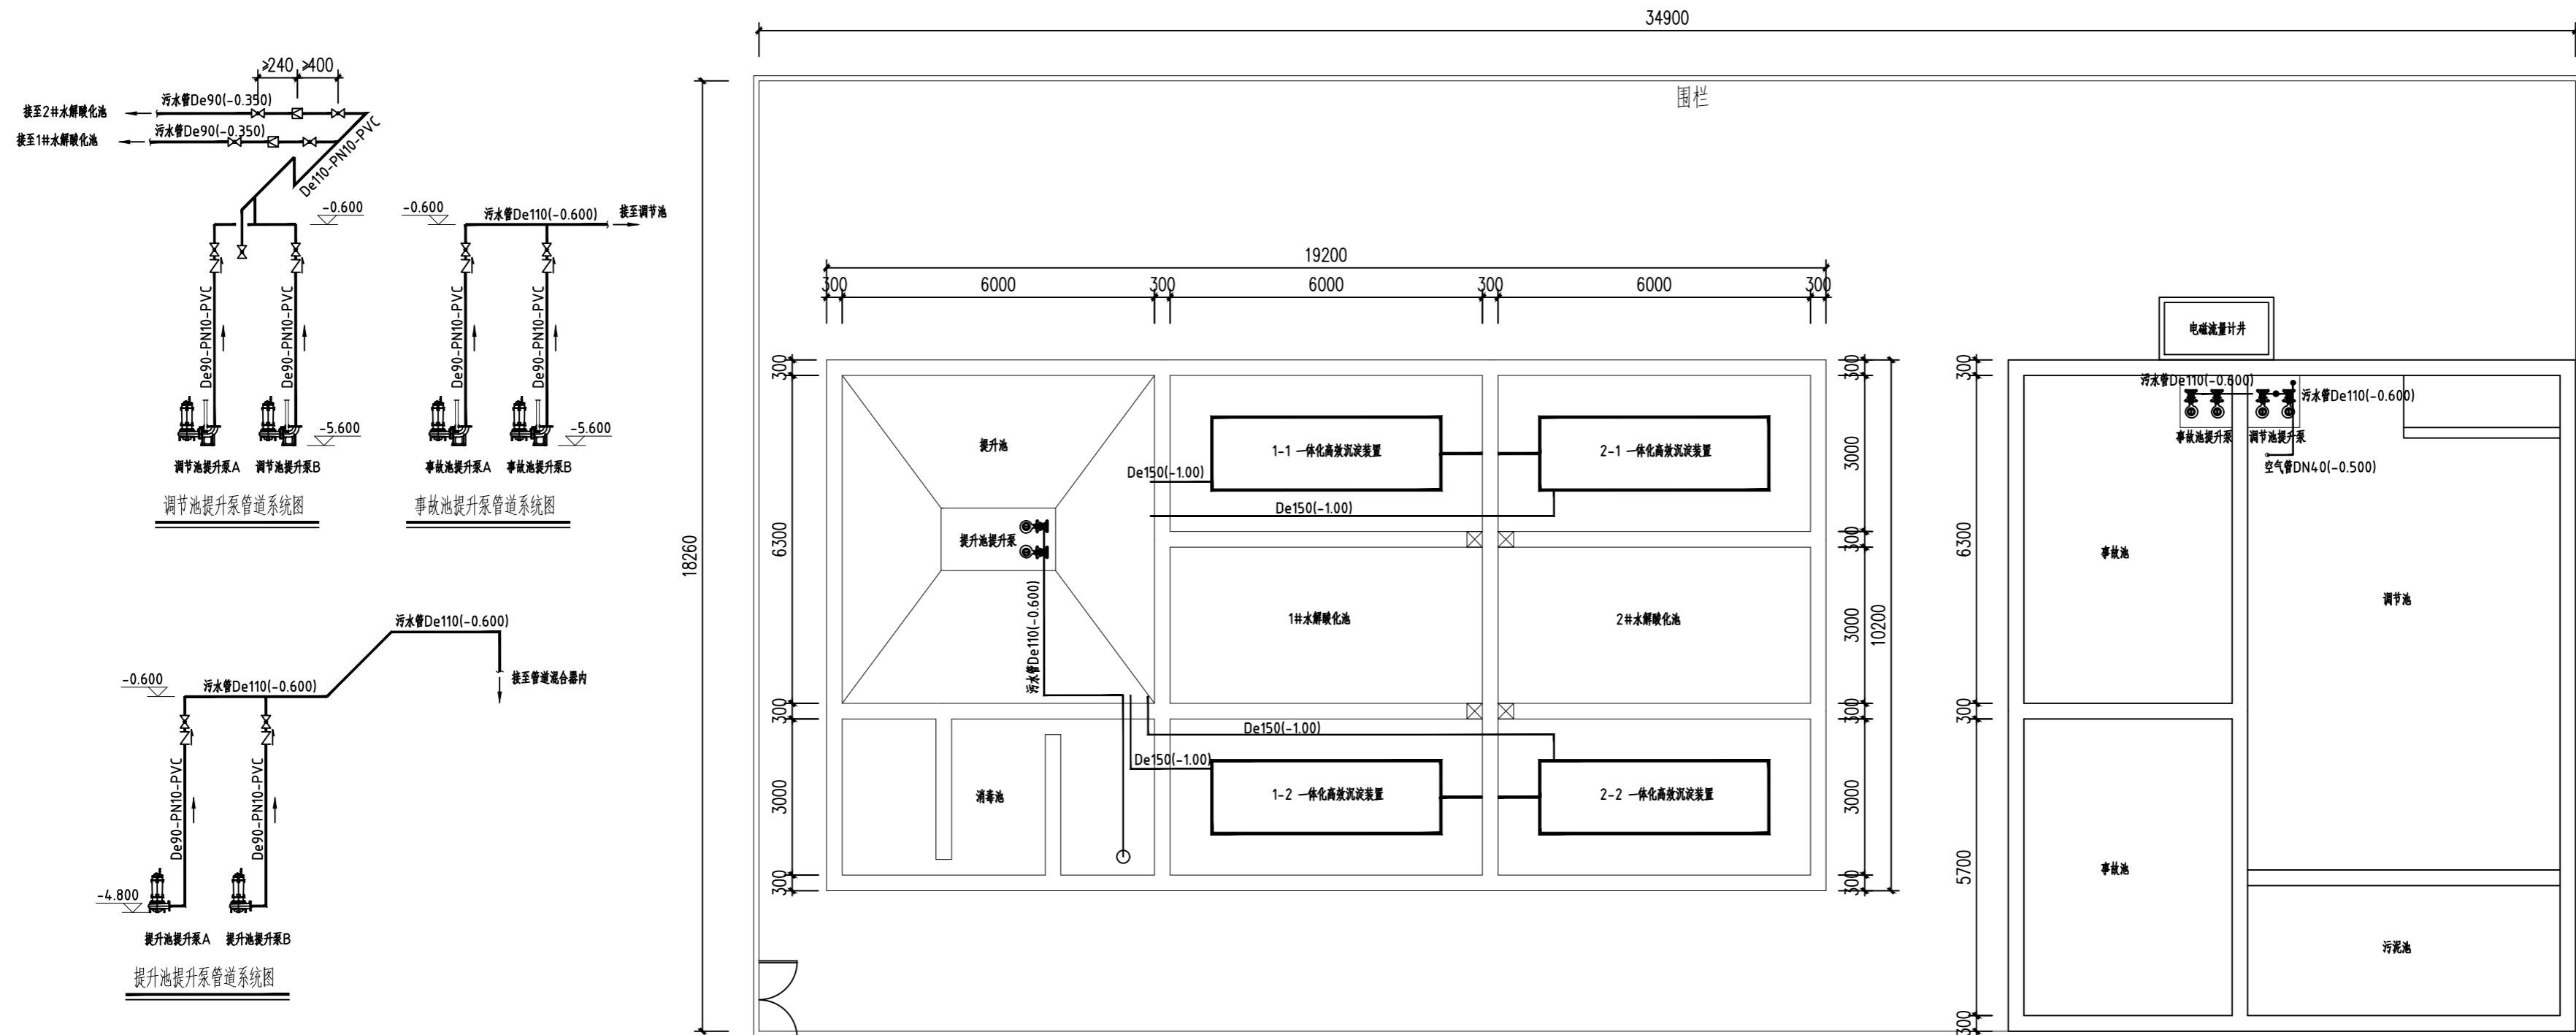 ≥240
≥400
污水管De90(-0.350)
接至2#水解酸化池
污水管De90(-0.350)
接至1#水解酸化池
De110-PN10-PVC
-0.600
De90-PN10-PVC
De90-PN10-PVC
-5.600
调节池提升泵A
调节池提升泵B
调节池提升泵管道系统图
-0.600
污水管De110(-0.600)
接至调节池
De90-PN10-PVC
De90-PN10-PVC
-5.600
事故池提升泵A
事故池提升泵B
事故池提升泵管道系统图
污水管De110(-0.600)
接至管道混合器内
-0.600
污水管De110(-0.600)
De90-PN10-PVC
De90-PN10-PVC
-4.800
提升池提升泵A
提升池提升泵B
提升池提升泵管道系统图
34900
围栏
18260
19200
300
6000
300
6000
300
6000
300
300
6300
300
3000
300
提升池
提升池提升泵
污水管De110(-0.600)
消毒池
De150(-1.00)
De150(-1.00)
1-1 一体化高效沉淀装置
2-1 一体化高效沉淀装置
1#水解酸化池
2#水解酸化池
De150(-1.00)
De150(-1.00)
1-2 一体化高效沉淀装置
2-2 一体化高效沉淀装置
300
3000
300
3000
300
3000
300
10200
300
6300
300
5700
300
电磁流量计井
污水管De110(-0.600)
污水管De110(-0.600)
事故池提升泵
调节池提升泵
空气管DN40(-0.500)
事故池
调节池
事故池
污泥池